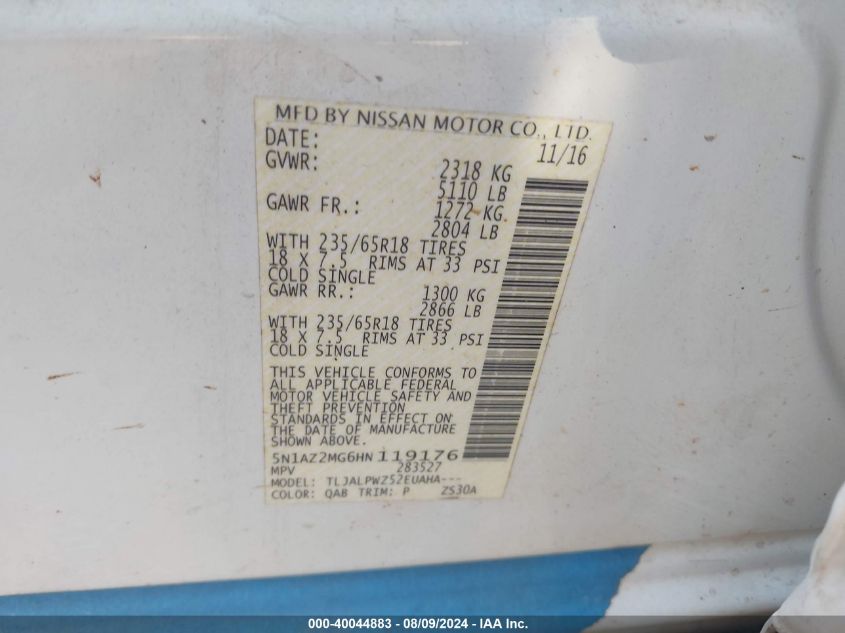 MFD BY NISSAN MOTOR CO., LTD.
DATE: 11/16
GVWR: 2318 KG
5110 LB
GAWR FR.: 1272 KG
2804 LB
WITH 235/65R18 TIRES
18 X 7.5 RIMS AT 33 PSI
COLD SINGLE
GAWR RR.: 1300 KG
2866 LB
WITH 235/65R18 TIRES
18 X 7.5 RIMS AT 33 PSI
COLD SINGLE
THIS VEHICLE CONFORMS TO
ALL APPLICABLE FEDERAL
MOTOR VEHICLE SAFETY AND
THEFT PREVENTION
STANDARDS IN EFFECT ON
THE DATE OF MANUFACTURE
SHOWN ABOVE.
5N1AZ2MG6HN119176
MPV 283527
MODEL: TLJALPWZ52EUAHA---
COLOR: QAB TRIM: P ZS30A
000-40044883 - 08/09/2024 - IAA Inc.